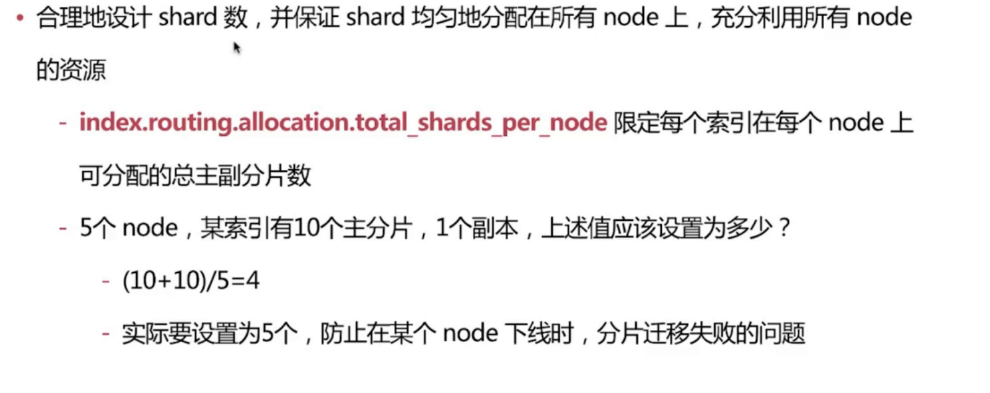 • 合理地设计 shard 数，并保证 shard 均匀地分配在所有 node 上，充分利用所有 node
的资源
- index.routing.allocation.total_shards_per_node 限定每个索引在每个 node 上
可分配的总主副分片数
- 5个 node，某索引有10个主分片，1个副本，上述值应该设置为多少？
- (10+10)/5=4
- 实际要设置为5个，防止在某个 node 下线时，分片迁移失败的问题